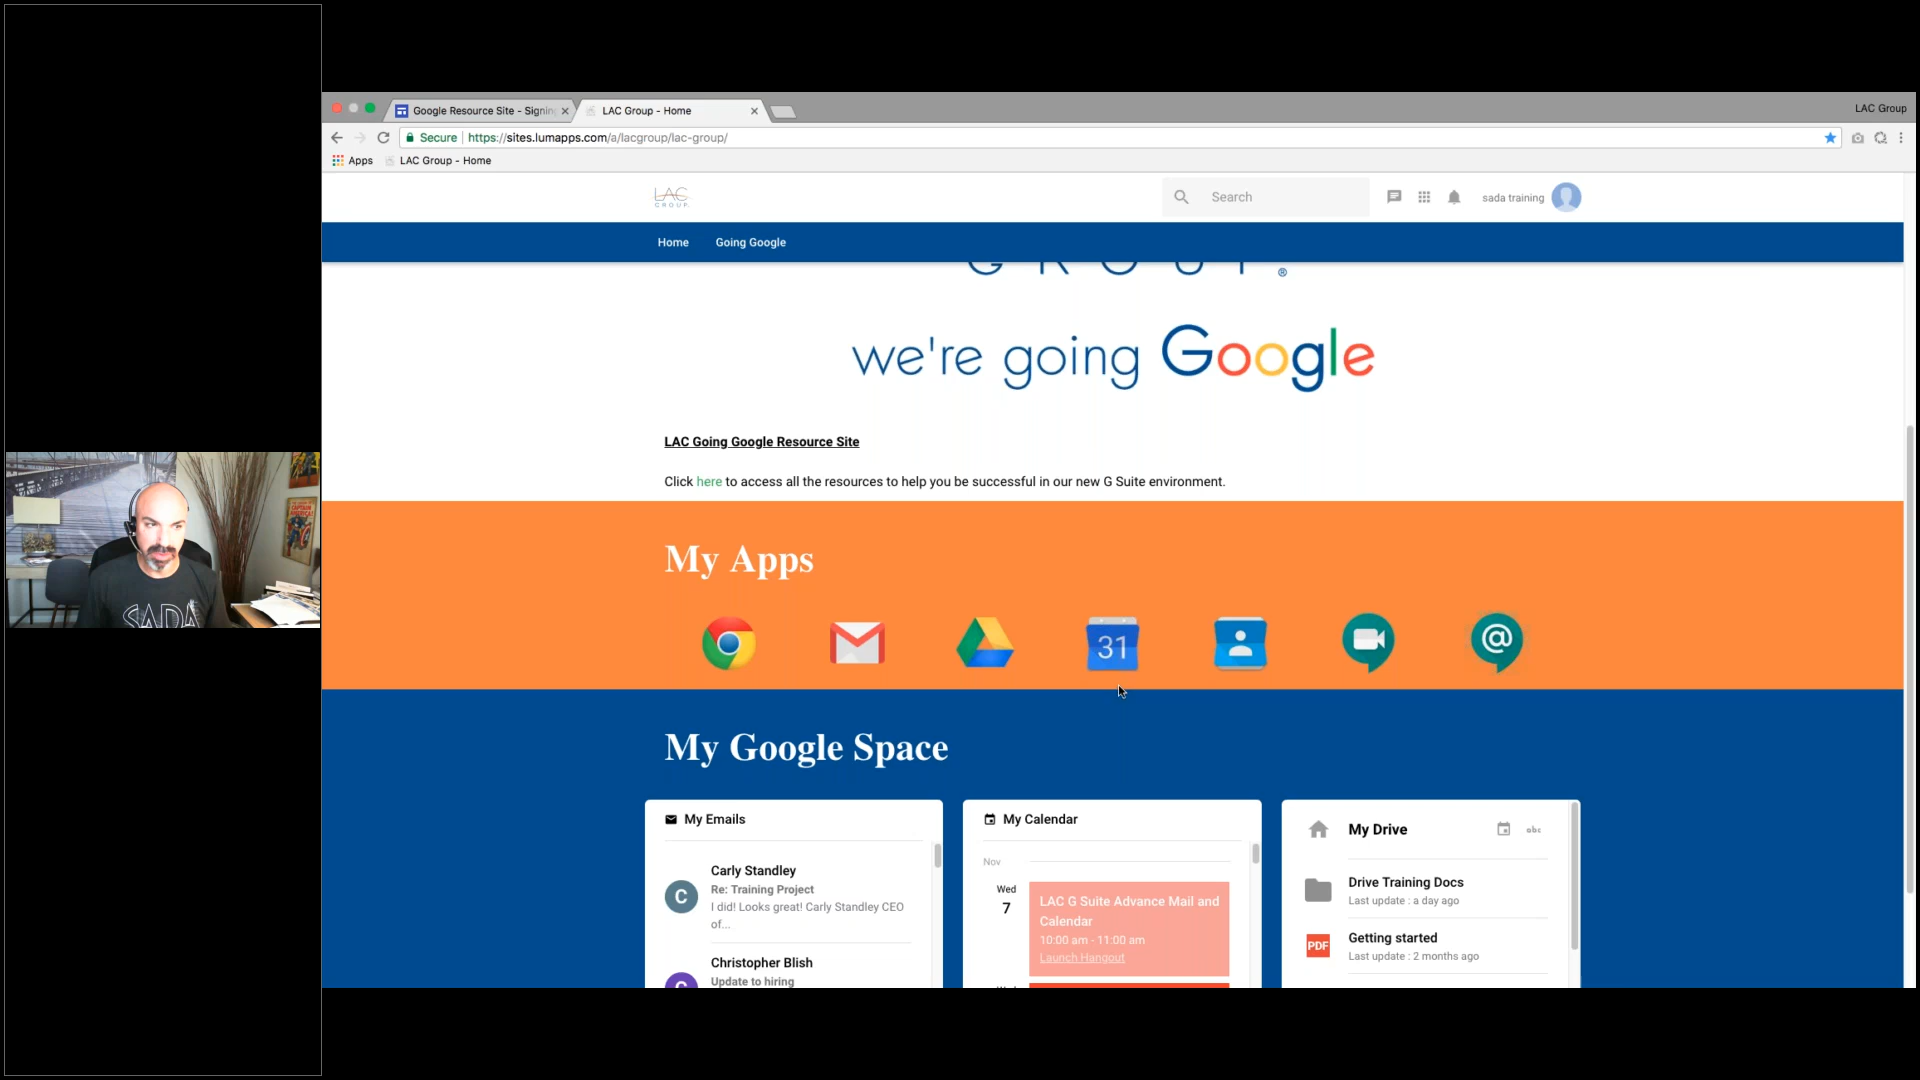 Google Resource Site - Signin
LAC Group - Home
LAC Group
Secure
https://sites.lumapps.com/a/lacgroup/lac-group/
Apps
LAC Group - Home
LAC
GROUP
Search
sada training
Home
Going Google
GROUP®
we're going Google
LAC Going Google Resource Site
Click here to access all the resources to help you be successful in our new G Suite environment.
My Apps
31
@
My Google Space
My Emails
C
Carly Standley
Re: Training Project
I did! Looks great! Carly Standley CEO
of...
Christopher Blish
Update to hiring
My Calendar
Nov
Wed
7
LAC G Suite Advance Mail and
Calendar
10:00 am - 11:00 am
Launch Hangout
My Drive
abc
Drive Training Docs
Last update : a day ago
PDF
Getting started
Last update : 2 months ago
SADA
CAPTAIN
AMERICA